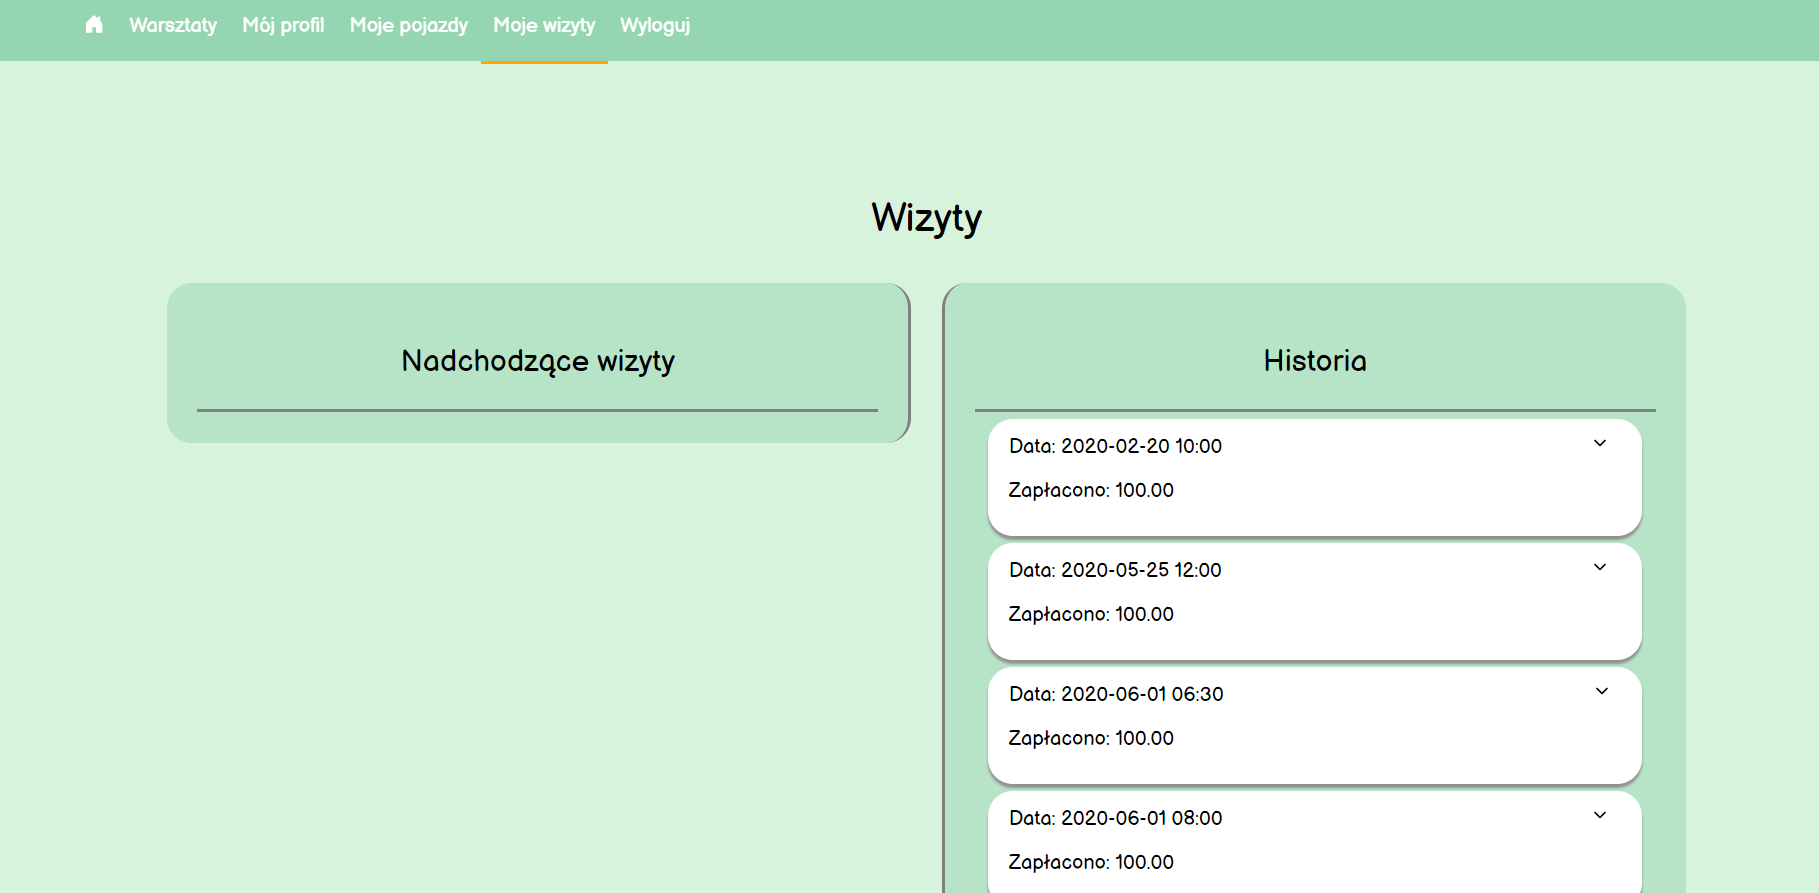 Warsztaty Mój profil Moje pojazdy Moje wizyty Wyloguj
Wizyty
Nadchodzące wizyty
Historia
Data: 2020-02-20 10:00
Zapłacono: 100.00
Data: 2020-05-25 12:00
Zapłacono: 100.00
Data: 2020-06-01 06:30
Zapłacono: 100.00
Data: 2020-06-01 08:00
Zapłacono: 100.00